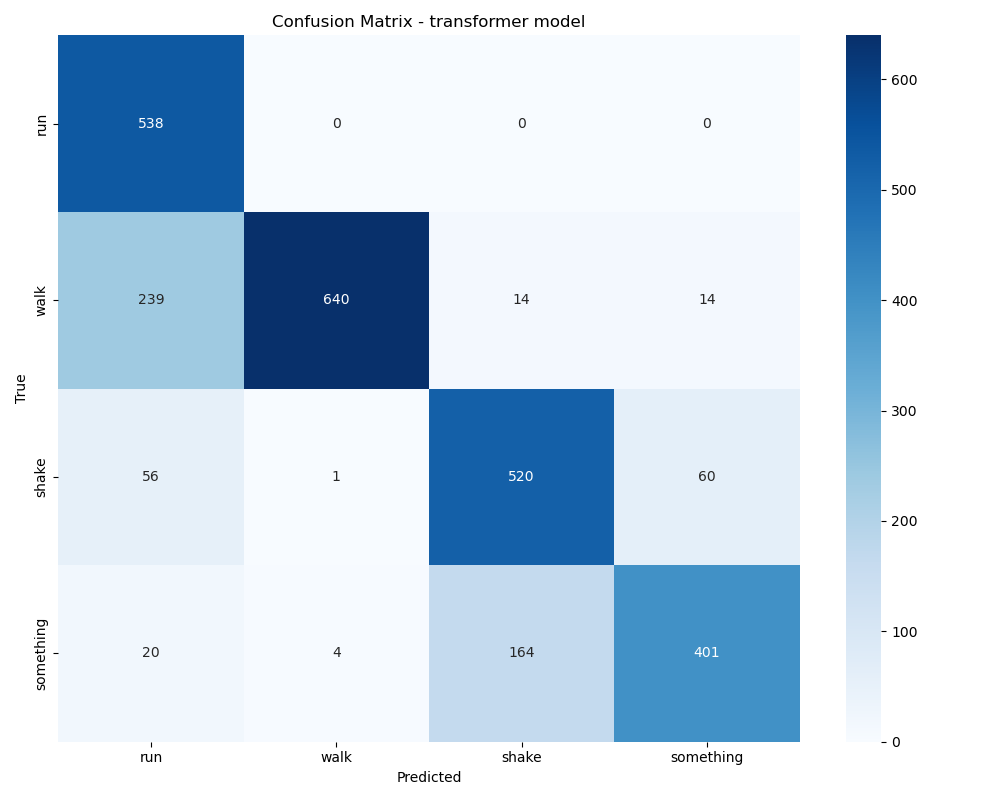 Confusion Matrix - transformer model
run
538
0
0
0
walk
239
640
14
14
shake
56
1
520
60
something
20
4
164
401
True
run
walk
shake
something
Predicted
600
500
400
300
200
100
0